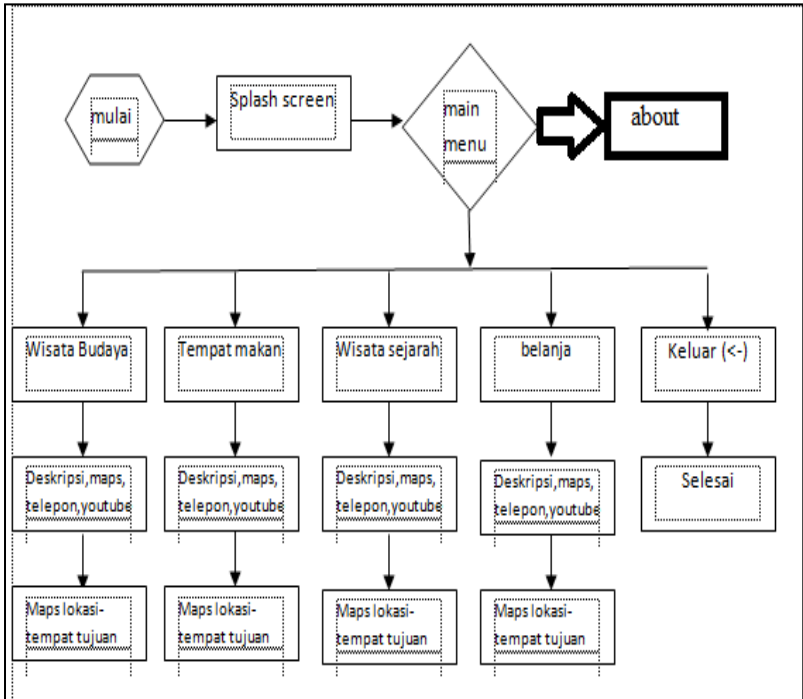 mulai
Splash screen
main
menu
about
Wisata Budaya
Tempat makan
Wisata sejarah
belanja
Keluar (<-)
Deskripsi,maps,
telepon,youtube
Deskripsi,maps,
telepon,youtube
Deskripsi,maps,
telepon,youtube
Deskripsi,maps,
telepon,youtube
Selesai
Maps lokasi-
tempat tujuan
Maps lokasi-
tempat tujuan
Maps lokasi-
tempat tujuan
Maps lokasi-
tempat tujuan